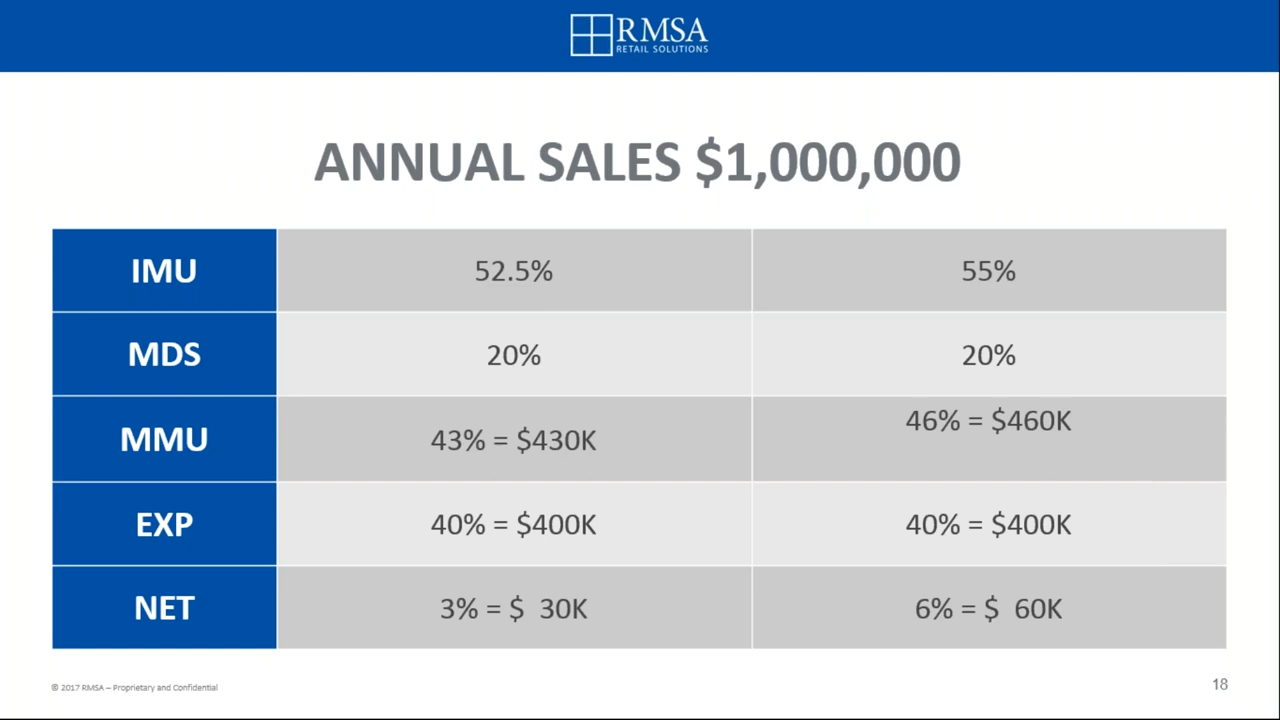 RMSA
RETAIL SOLUTIONS
ANNUAL SALES $1,000,000
IMU 52.5% 55%
MDS 20% 20%
MMU 43% = $430K 46% = $460K
EXP 40% = $400K 40% = $400K
NET 3% = $ 30K 6% = $ 60K
© 2017 RMSA – Proprietary and Confidential 18